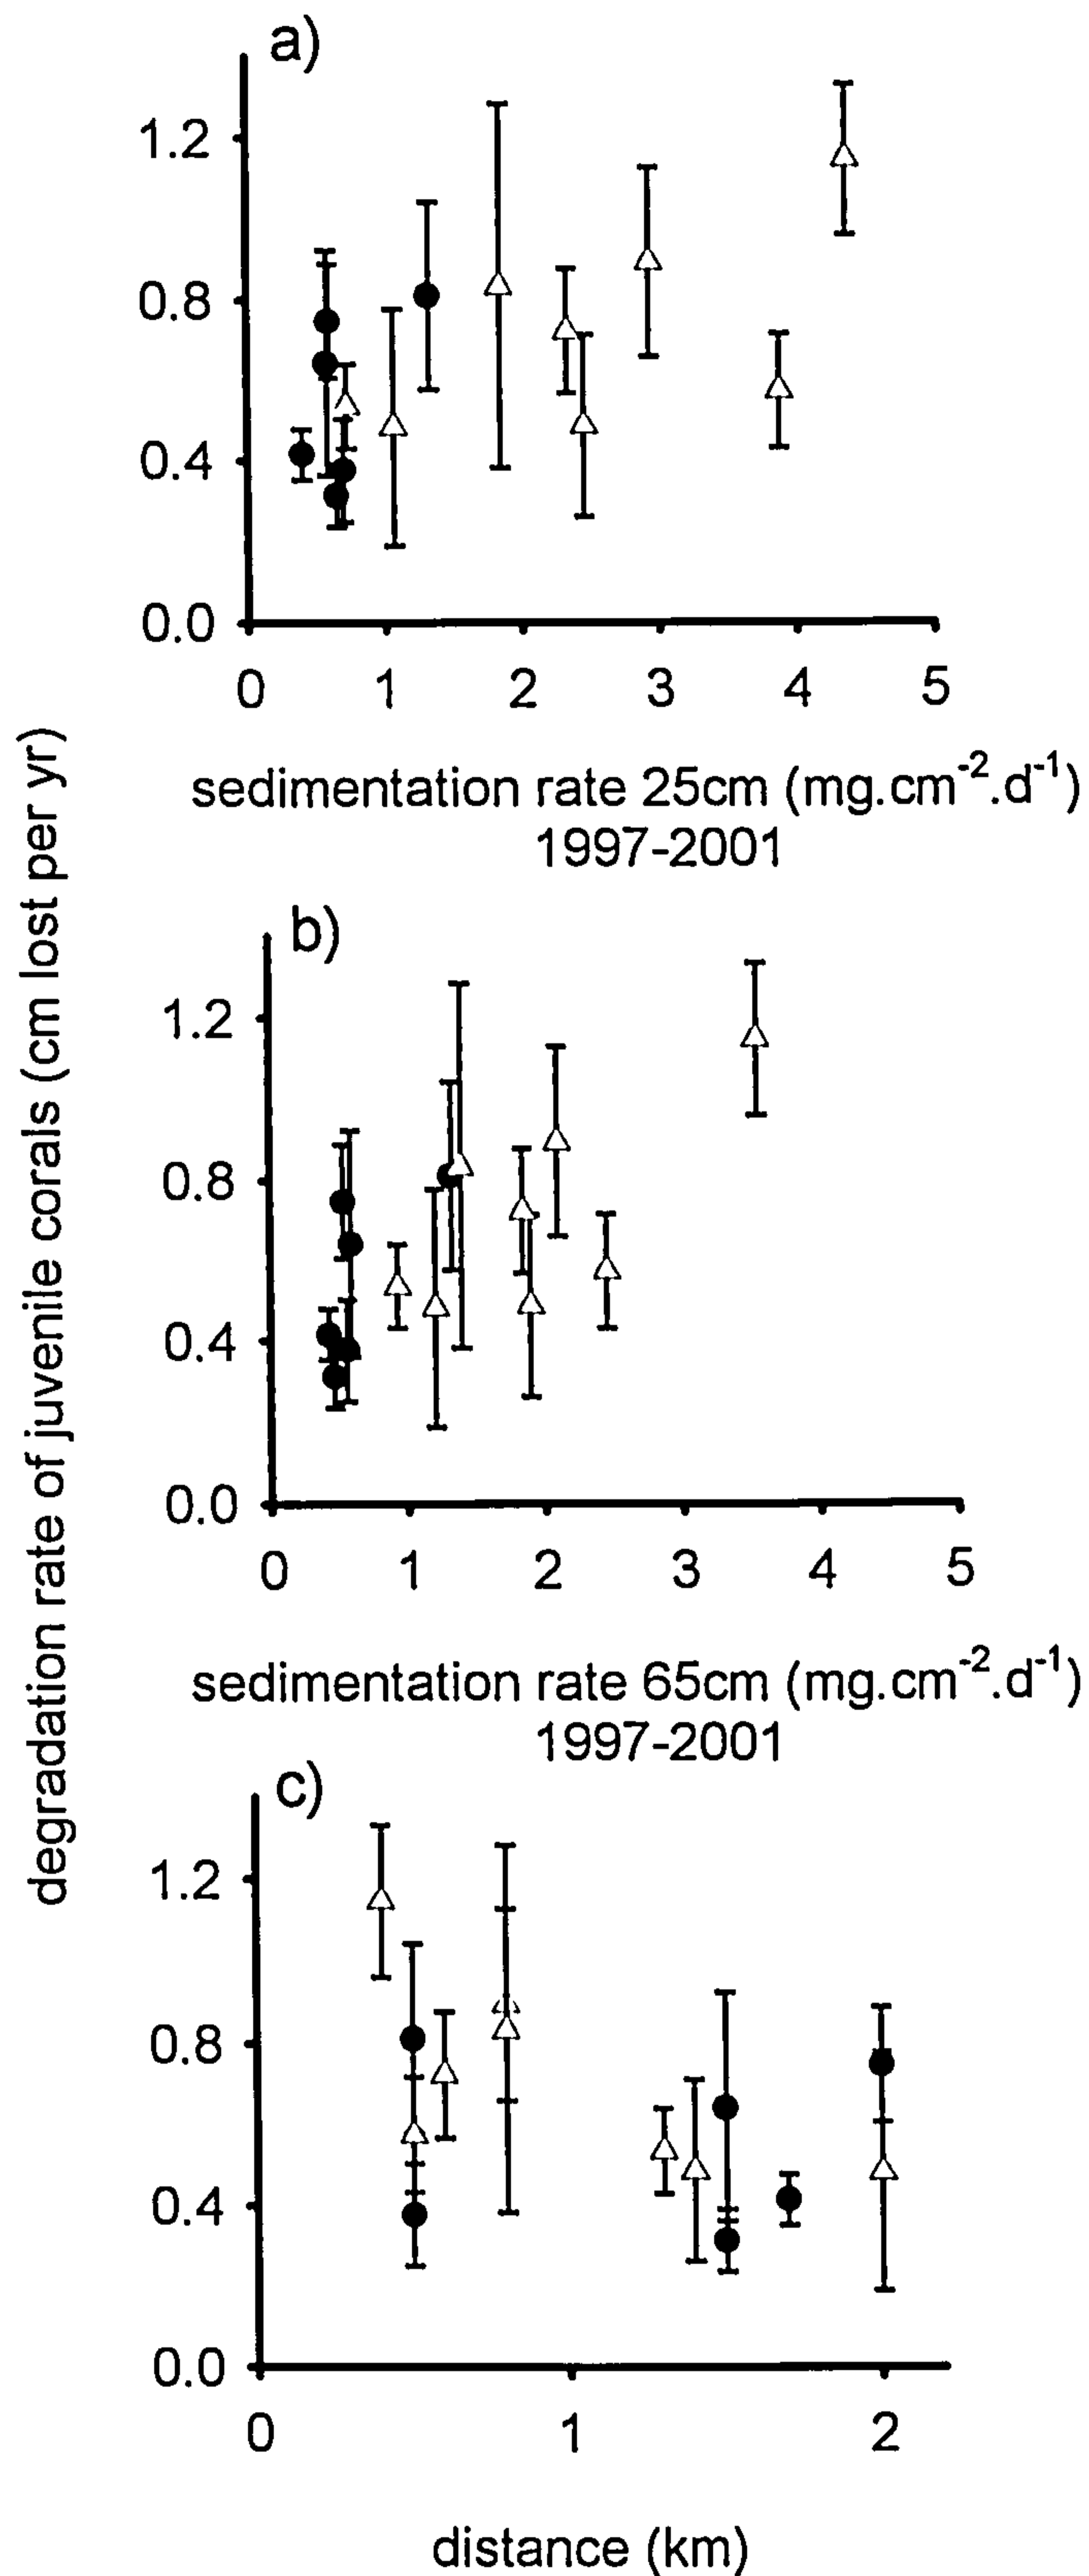 degradation rate of juvenile corals (cm lost per yr)
a)
1.2
0.8
0.4
0.0
0 1 2 3 4 5
sedimentation rate 25cm (mg.cm⁻².d⁻¹)
1997-2001
b)
1.2
0.8
0.4
0.0
0 1 2 3 4 5
sedimentation rate 65cm (mg.cm⁻².d⁻¹)
1997-2001
c)
1.2
0.8
0.4
0.0
0 1 2
distance (km)